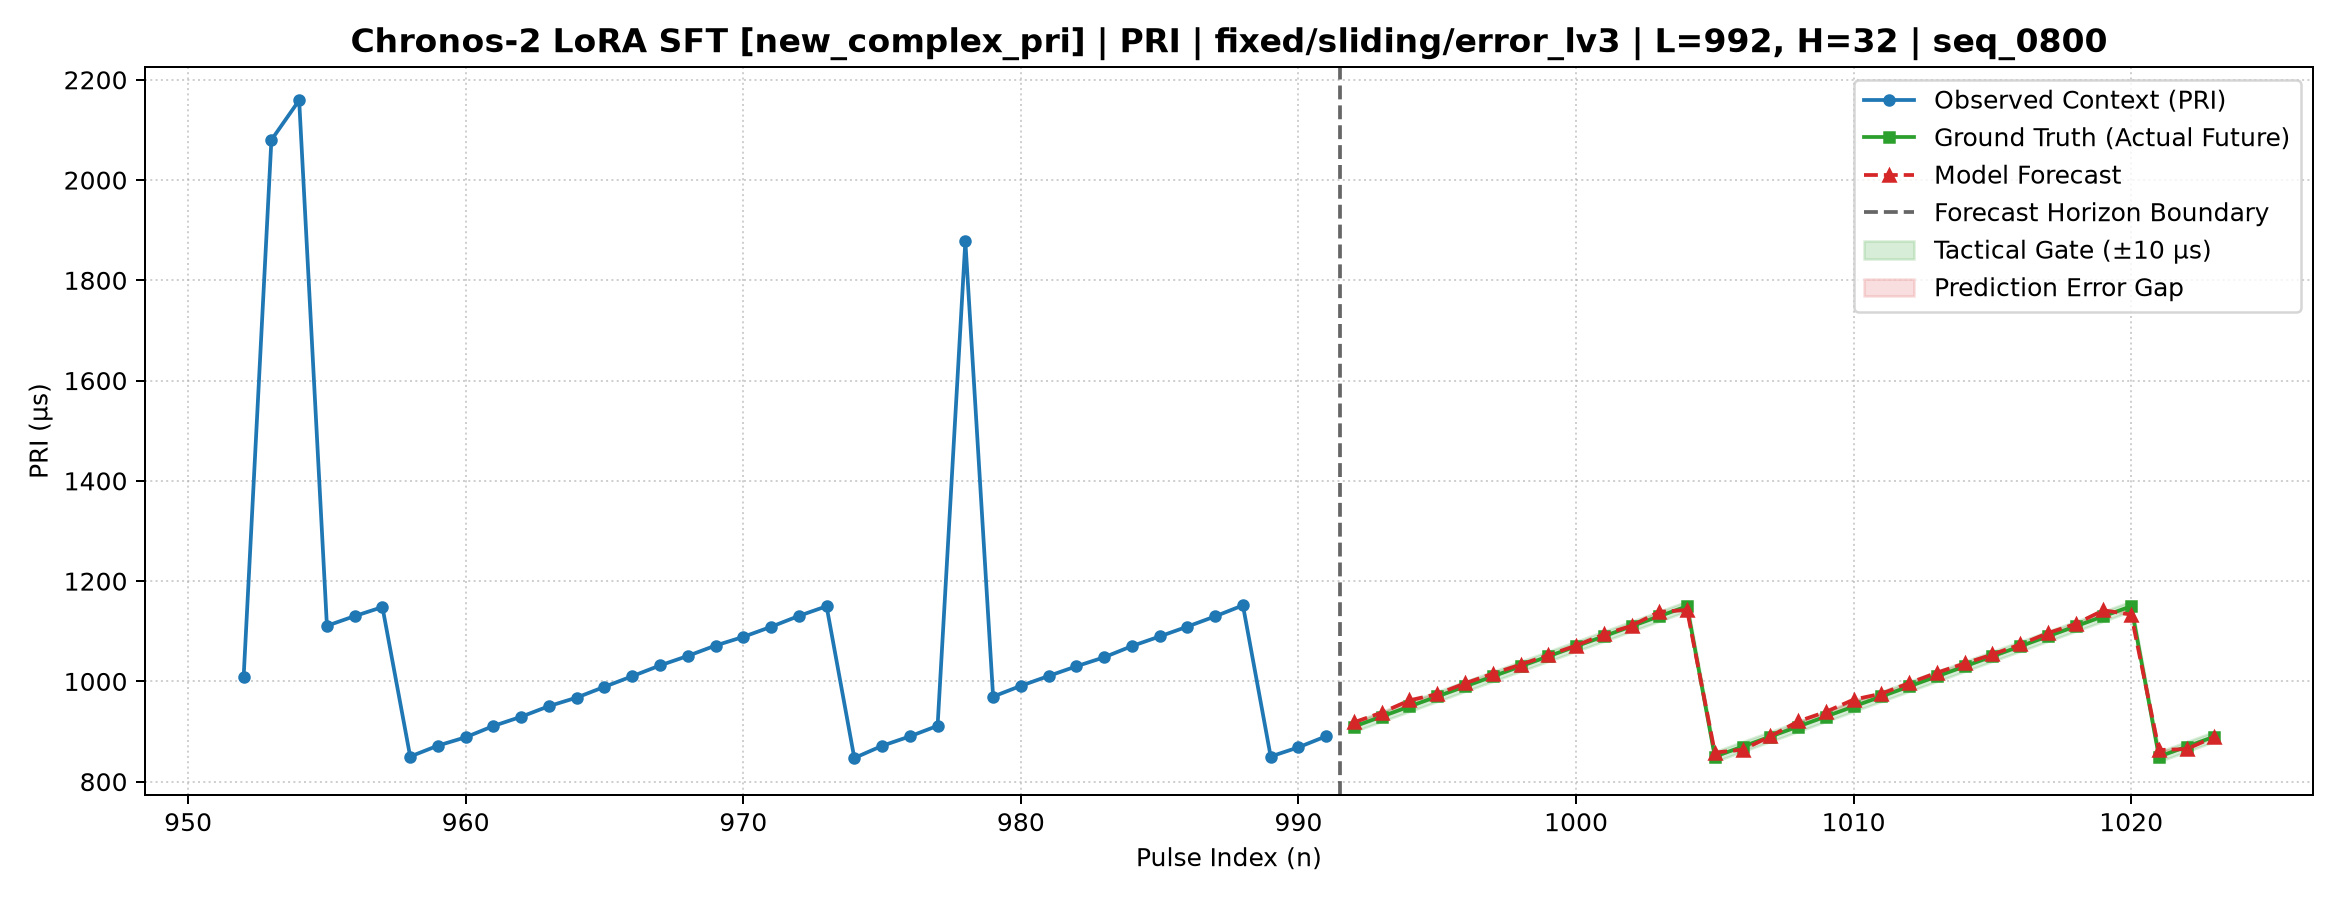 Chronos-2 LoRA SFT [new_complex_pri] | PRI | fixed/sliding/error_lv3 | L=992, H=32 | seq_0800
PRI (µs)
2200
2000
1800
1600
1400
1200
1000
800
Observed Context (PRI)
Ground Truth (Actual Future)
Model Forecast
Forecast Horizon Boundary
Tactical Gate (±10 µs)
Prediction Error Gap
950
960
970
980
990
1000
1010
1020
Pulse Index (n)